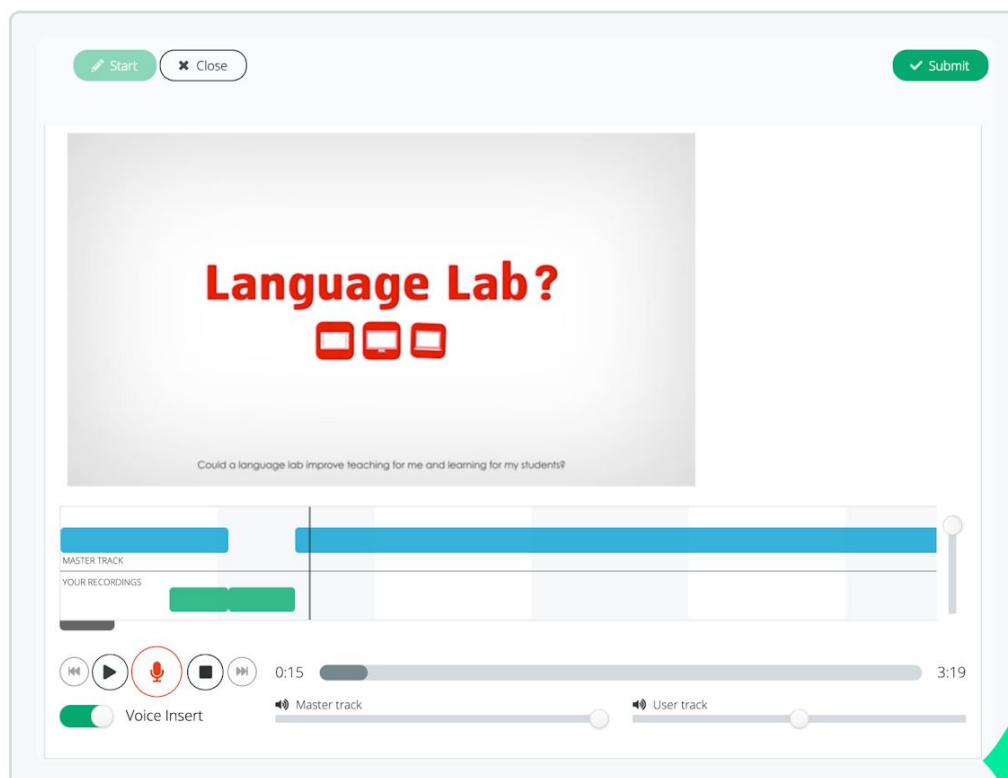 Start
Close
Submit
Language Lab?
Could a language lab improve teaching for me and learning for my students?
MASTER TRACK
YOUR RECORDINGS
0:15
3:19
Voice Insert
Master track
User track